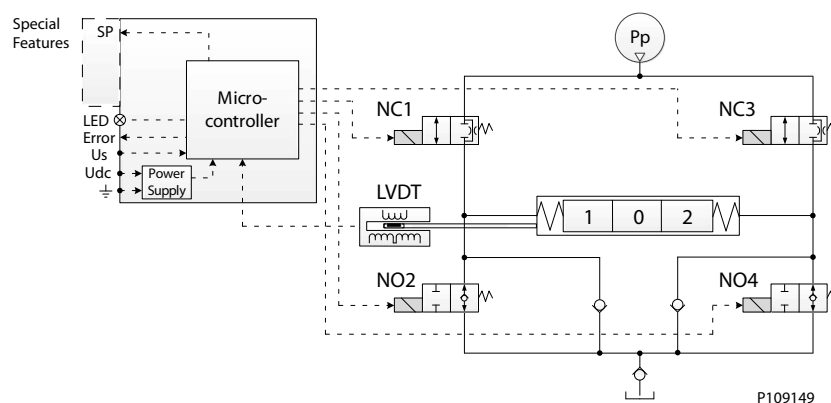 Special
Features
SP
Pp
Micro-
controller
NC1
NC3
LED
Error
Us
Udc
Power
Supply
LVDT
1 0 2
NO2
NO4
P109149